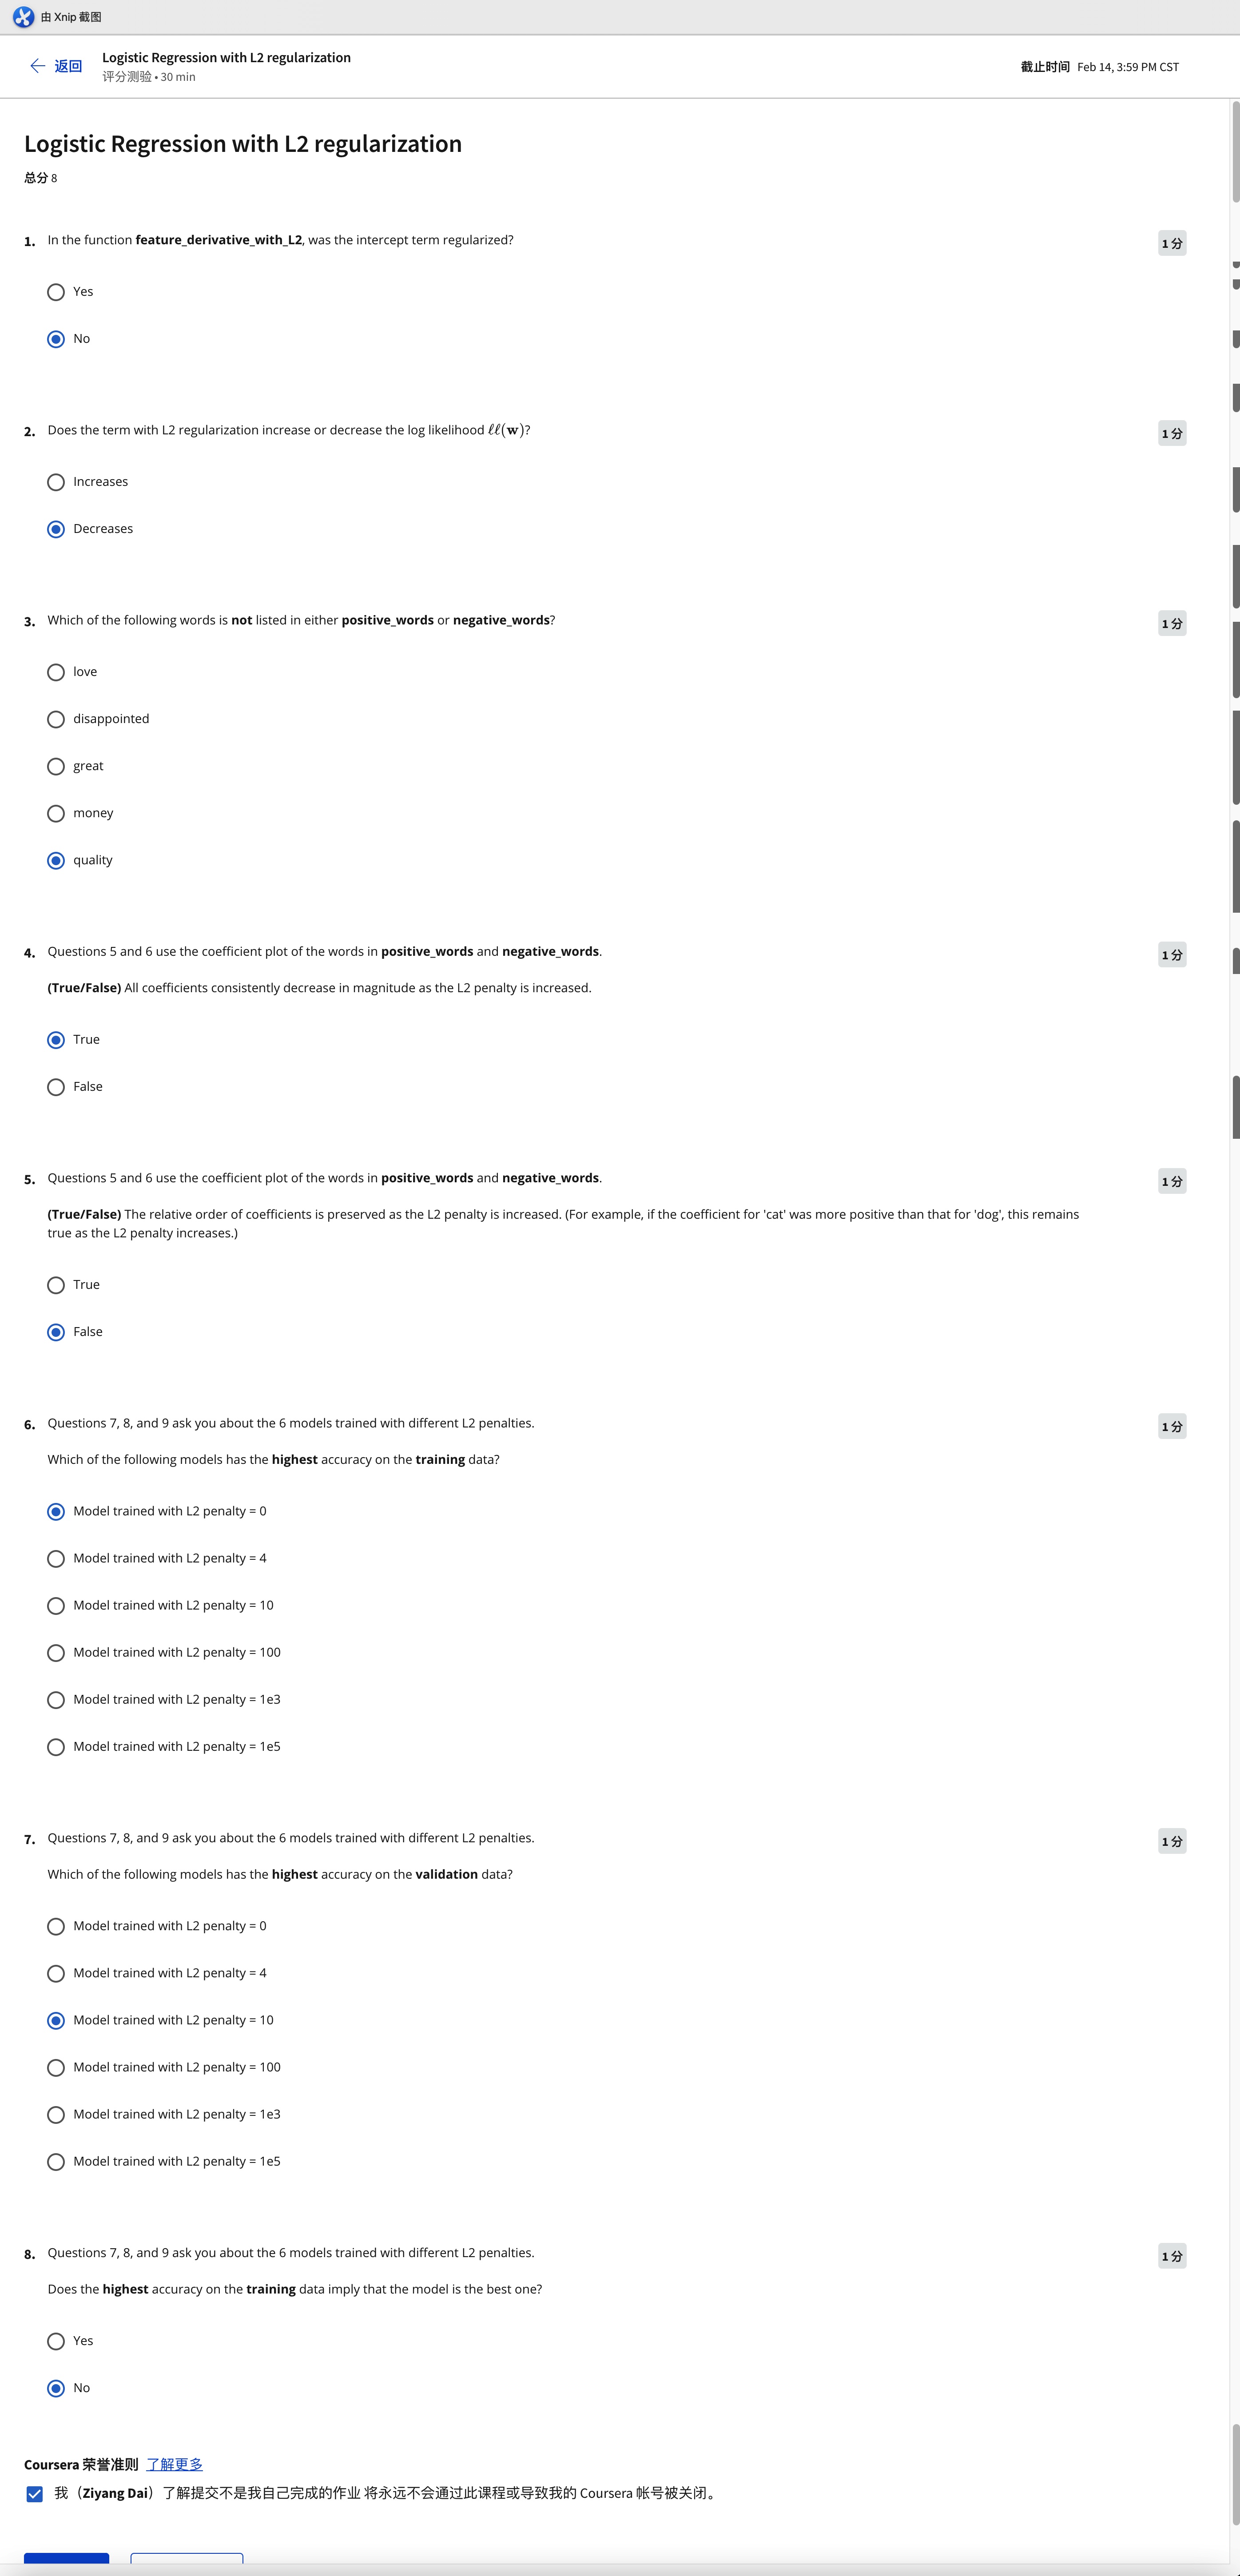 由 Xnip 截图
返回
Logistic Regression with L2 regularization
评分测验 • 30 min
截止时间 Feb 14, 3:59 PM CST
Logistic Regression with L2 regularization
总分 8
1. In the function feature_derivative_with_L2, was the intercept term regularized?
1 分
Yes
No
2. Does the term with L2 regularization increase or decrease the log likelihood ℓℓ(w)?
1 分
Increases
Decreases
3. Which of the following words is not listed in either positive_words or negative_words?
1 分
love
disappointed
great
money
quality
4. Questions 5 and 6 use the coefficient plot of the words in positive_words and negative_words.
1 分
(True/False) All coefficients consistently decrease in magnitude as the L2 penalty is increased.
True
False
5. Questions 5 and 6 use the coefficient plot of the words in positive_words and negative_words.
1 分
(True/False) The relative order of coefficients is preserved as the L2 penalty is increased. (For example, if the coefficient for 'cat' was more positive than that for 'dog', this remains
true as the L2 penalty increases.)
True
False
6. Questions 7, 8, and 9 ask you about the 6 models trained with different L2 penalties.
1 分
Which of the following models has the highest accuracy on the training data?
Model trained with L2 penalty = 0
Model trained with L2 penalty = 4
Model trained with L2 penalty = 10
Model trained with L2 penalty = 100
Model trained with L2 penalty = 1e3
Model trained with L2 penalty = 1e5
7. Questions 7, 8, and 9 ask you about the 6 models trained with different L2 penalties.
1 分
Which of the following models has the highest accuracy on the validation data?
Model trained with L2 penalty = 0
Model trained with L2 penalty = 4
Model trained with L2 penalty = 10
Model trained with L2 penalty = 100
Model trained with L2 penalty = 1e3
Model trained with L2 penalty = 1e5
8. Questions 7, 8, and 9 ask you about the 6 models trained with different L2 penalties.
1 分
Does the highest accuracy on the training data imply that the model is the best one?
Yes
No
Coursera 荣誉准则 了解更多
我（Ziyang Dai）了解提交不是我自己完成的作业 将永远不会通过此课程或导致我的 Coursera 帐号被关闭。